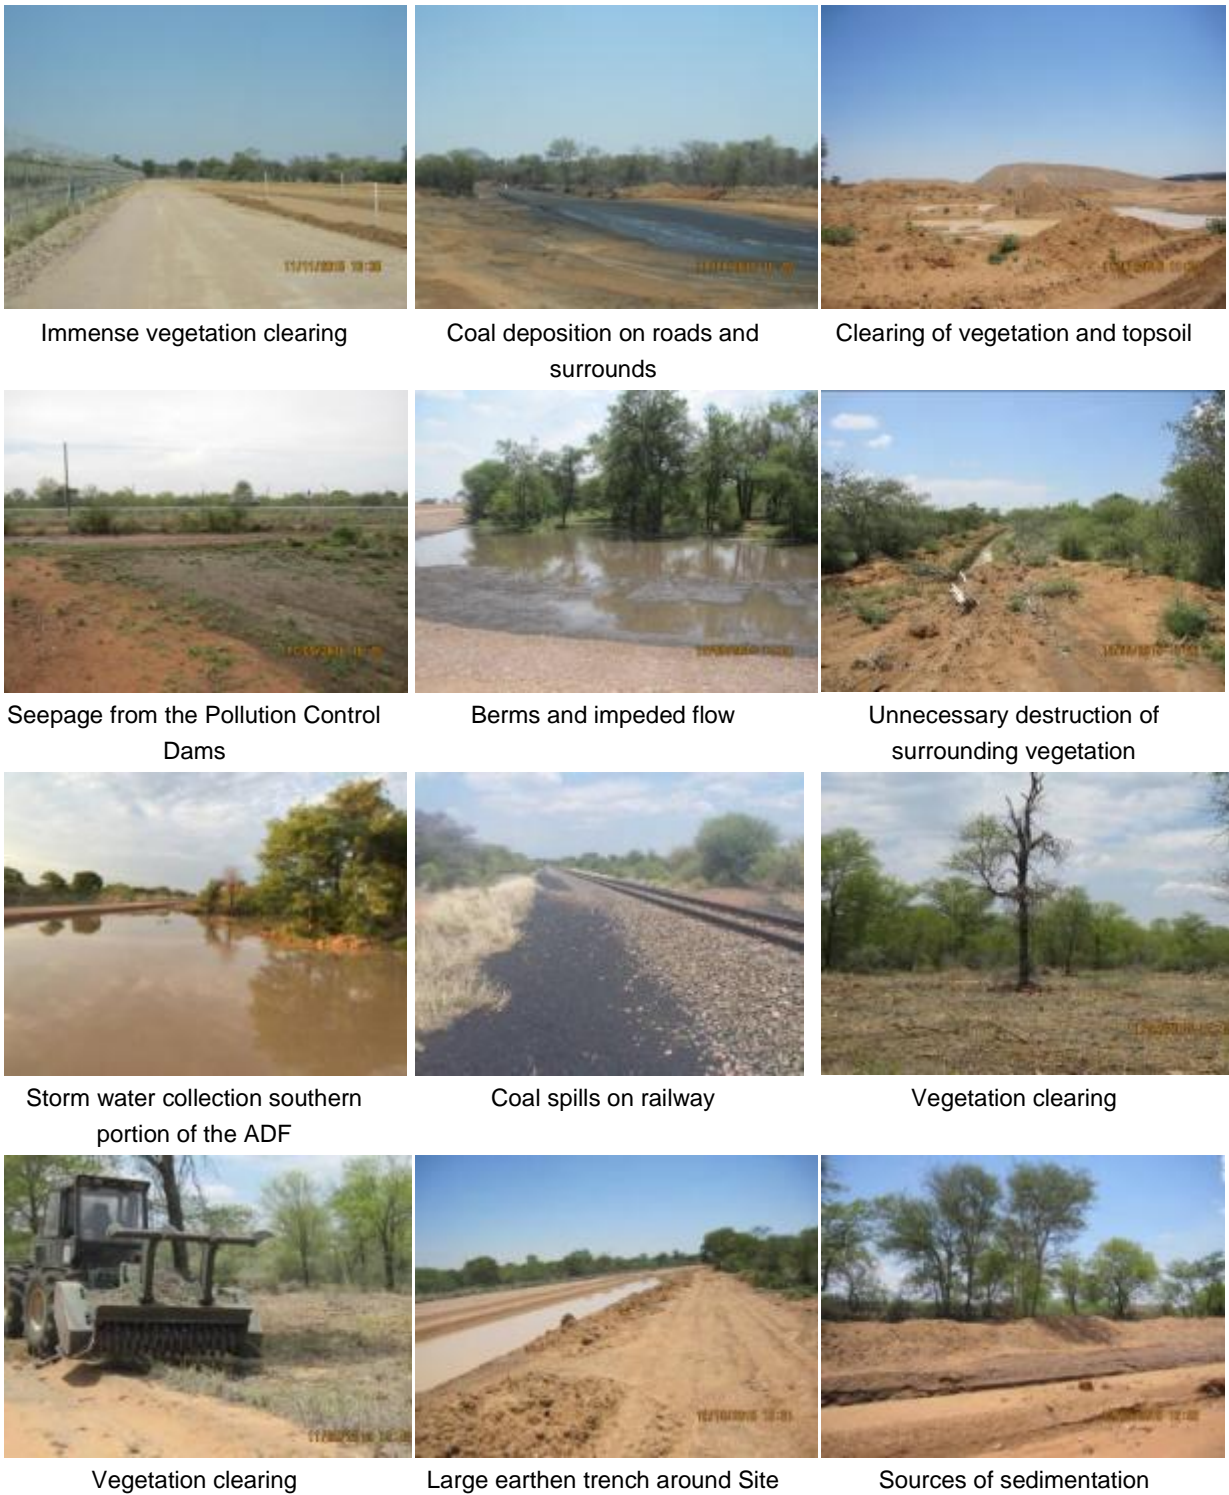 Immense vegetation clearing
Coal deposition on roads and
surrounds
Clearing of vegetation and topsoil
Seepage from the Pollution Control
Dams
Berms and impeded flow
Unnecessary destruction of
surrounding vegetation
Storm water collection southern
portion of the ADF
Coal spills on railway
Vegetation clearing
Vegetation clearing
Large earthen trench around Site
Sources of sedimentation